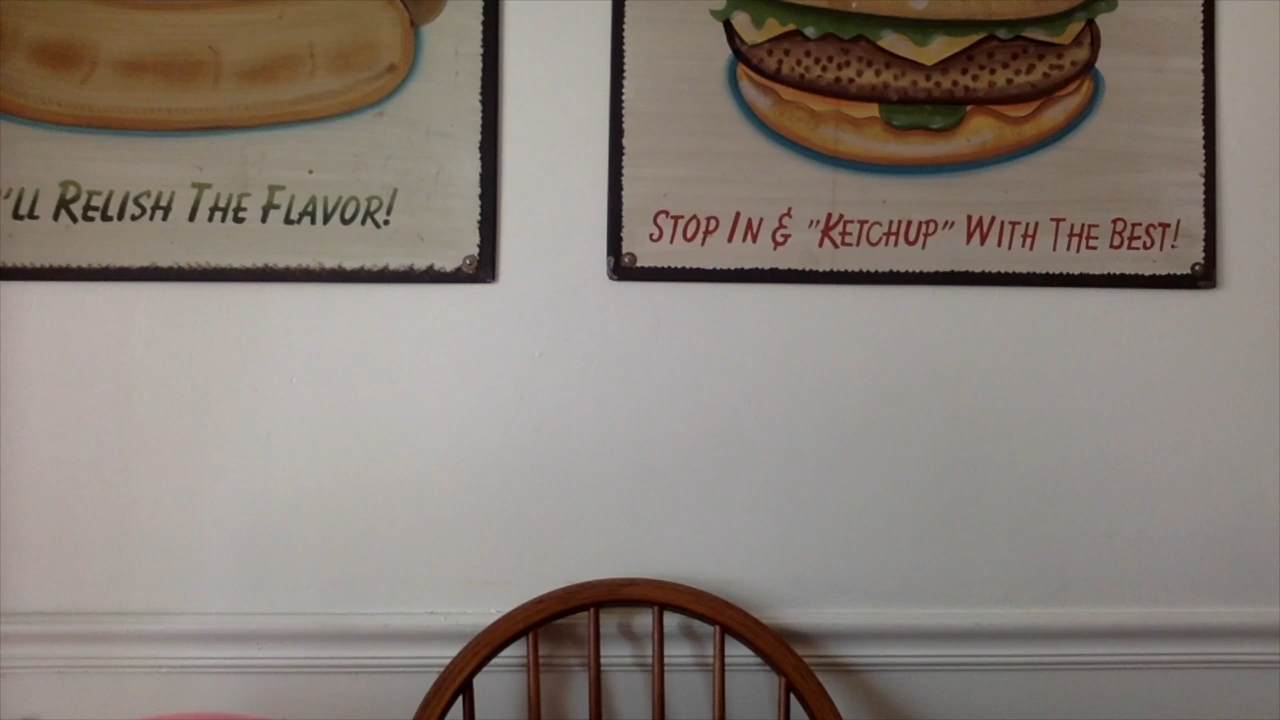 'LL RELISH THE FLAVOR!
STOP IN & "KETCHUP" WITH THE BEST!